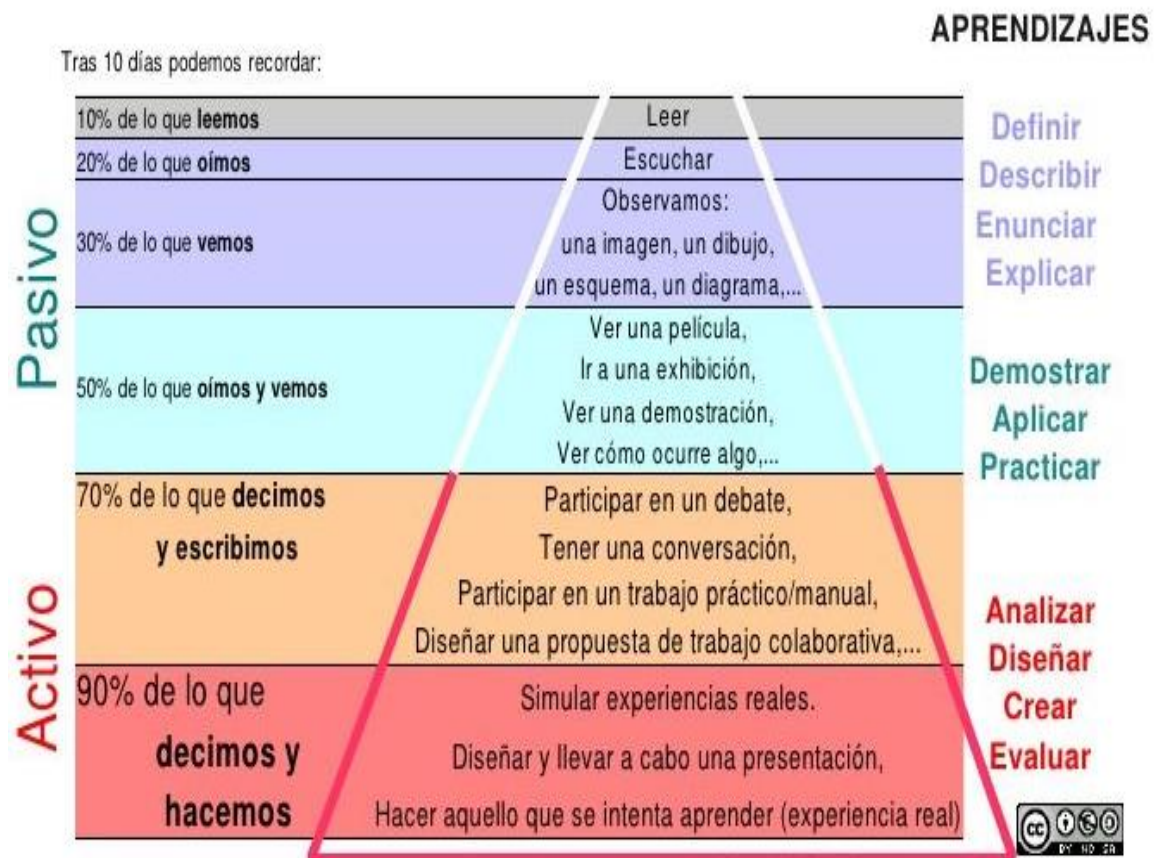 APRENDIZAJES
Tras 10 días podemos recordar:
Pasivo
10% de lo que leemos
Leer
20% de lo que oímos
Escuchar
30% de lo que vemos
Observamos:
una imagen, un dibujo,
un esquema, un diagrama,...
Definir
Describir
Enunciar
Explicar
50% de lo que oímos y vemos
Ver una película,
Ir a una exhibición,
Ver una demostración,
Ver cómo ocurre algo,...
Demostrar
Aplicar
Practicar
Activo
70% de lo que decimos
y escribimos
Participar en un debate,
Tener una conversación,
Participar en un trabajo práctico/manual,
Diseñar una propuesta de trabajo colaborativa,...
90% de lo que
decimos y
hacemos
Simular experiencias reales.
Diseñar y llevar a cabo una presentación,
Hacer aquello que se intenta aprender (experiencia real)
Analizar
Diseñar
Crear
Evaluar
cc
BY NO SA